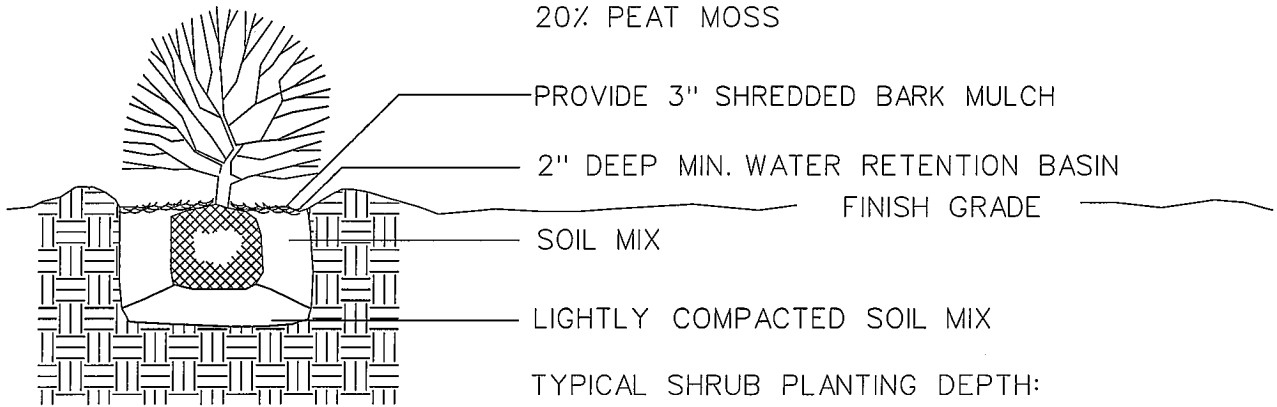 20% PEAT MOSS
PROVIDE 3" SHREDDED BARK MULCH
2" DEEP MIN. WATER RETENTION BASIN
FINISH GRADE
SOIL MIX
LIGHTLY COMPACTED SOIL MIX
TYPICAL SHRUB PLANTING DEPTH: